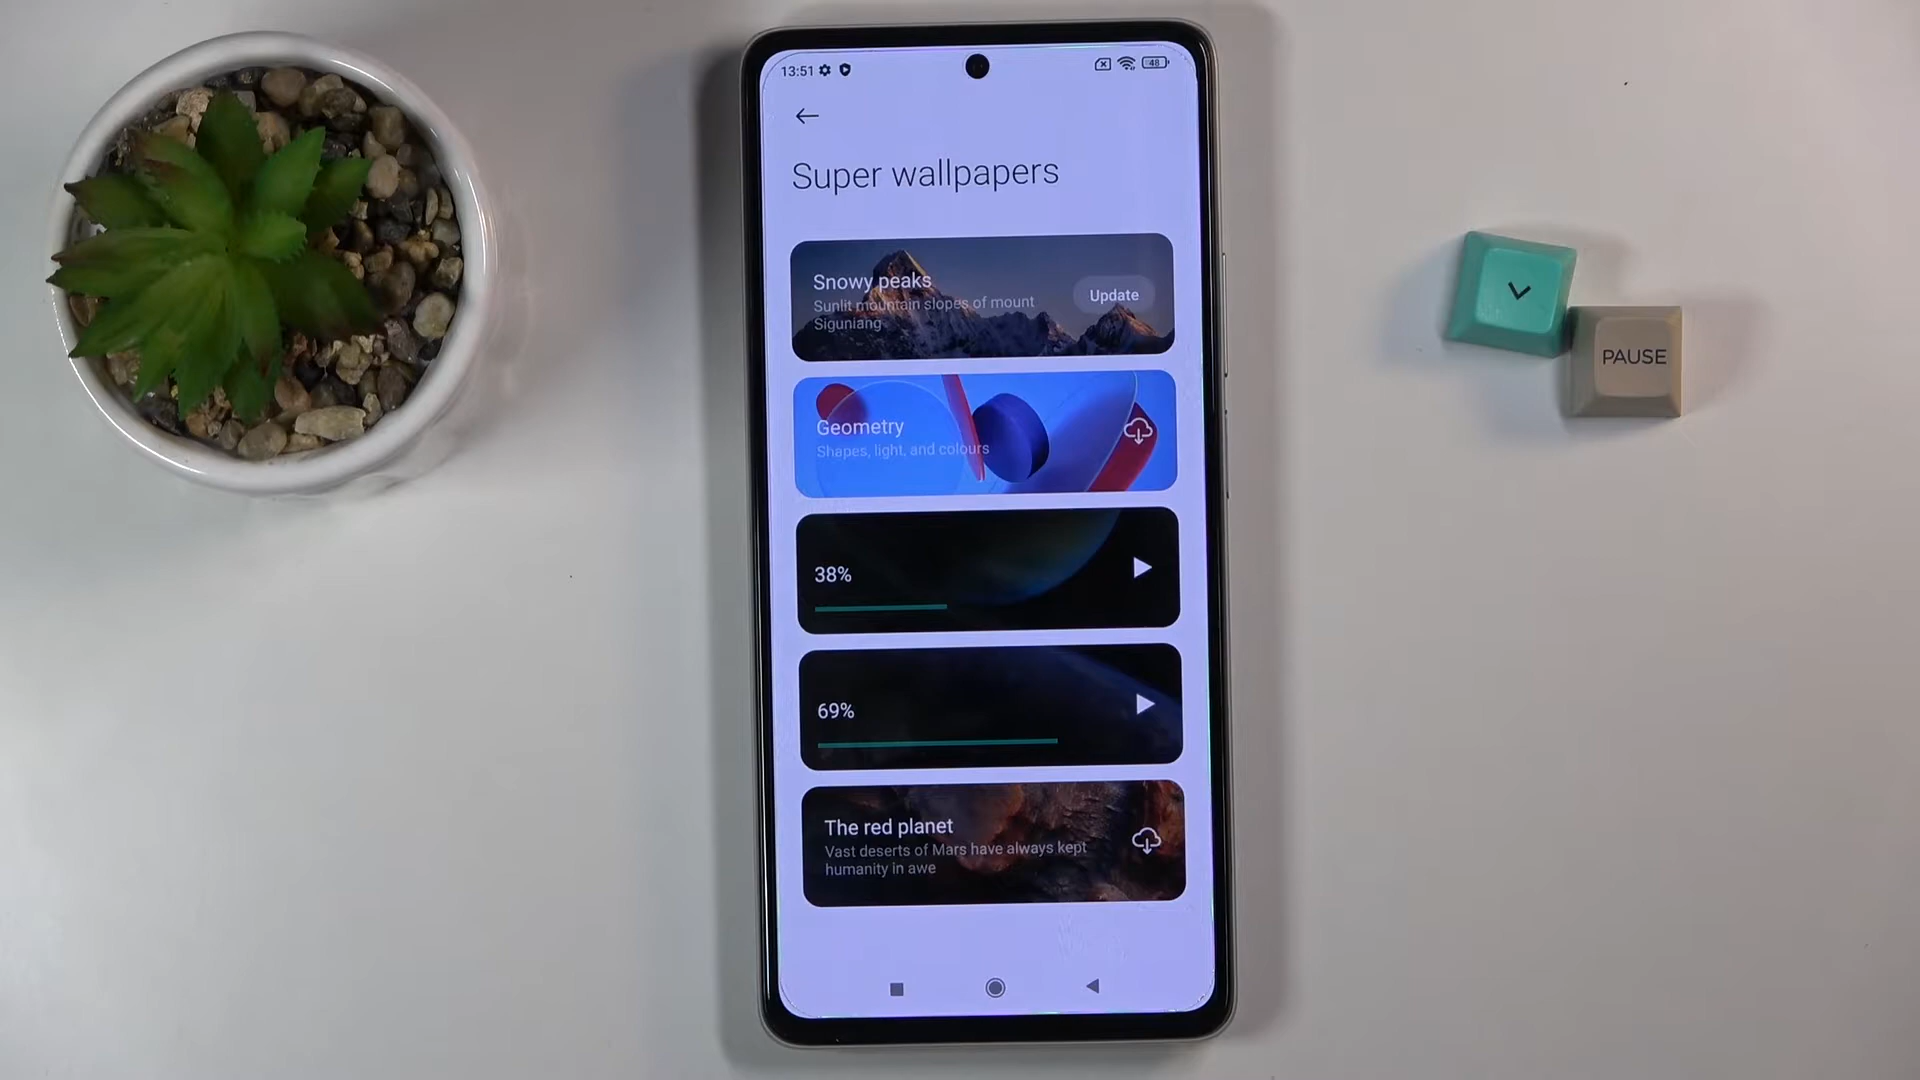 13:51
48
Super wallpapers
Snowy peaks
Sunlit mountain slopes of mount
Siguniang
Update
Geometry
Shapes, light, and colours
38%
69%
The red planet
Vast deserts of Mars have always kept
humanity in awe
PAUSE